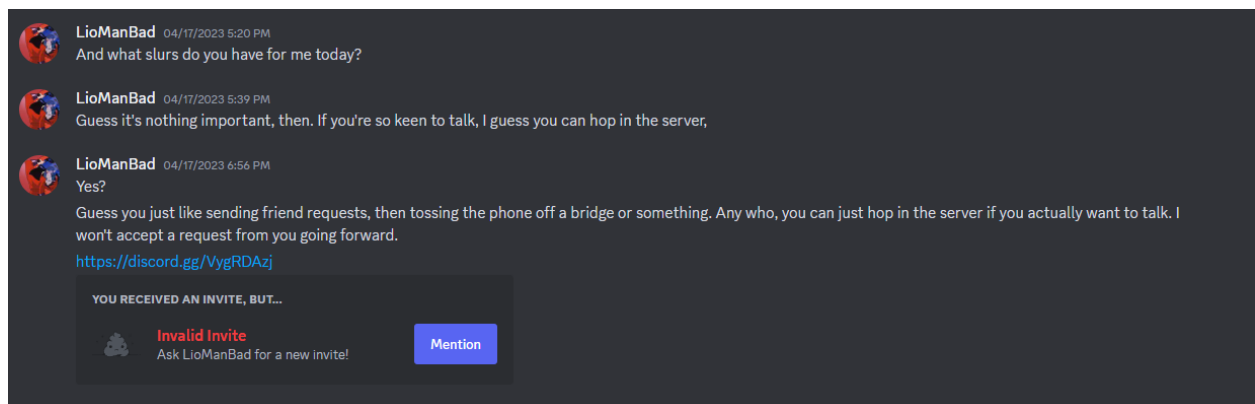 LioManBad 04/17/2023 5:20 PM
And what slurs do you have for me today?
LioManBad 04/17/2023 5:39 PM
Guess it's nothing important, then. If you're so keen to talk, I guess you can hop in the server,
LioManBad 04/17/2023 6:56 PM
Yes?
Guess you just like sending friend requests, then tossing the phone off a bridge or something. Any who, you can just hop in the server if you actually want to talk. I
won't accept a request from you going forward.
https://discord.gg/VygRDAzj
YOU RECEIVED AN INVITE, BUT...
Invalid Invite
Ask LioManBad for a new invite!
Mention